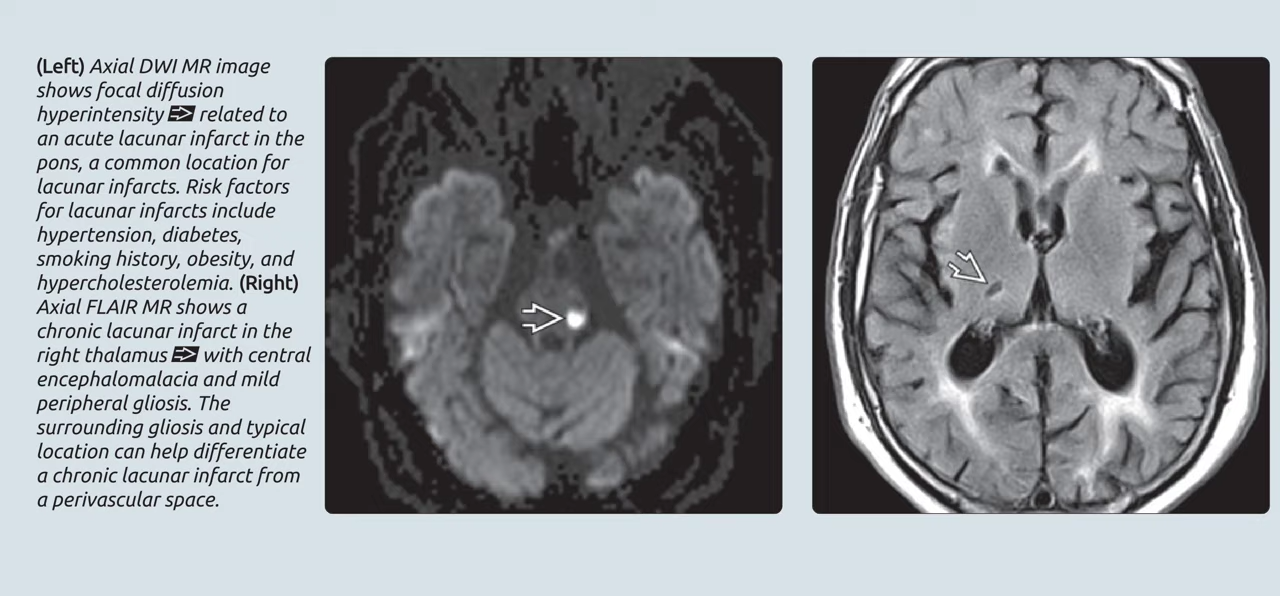 (Left) Axial DWI MR image
shows focal diffusion
hyperintensity related to
an acute lacunar infarct in the
pons, a common location for
lacunar infarcts. Risk factors
for lacunar infarcts include
hypertension, diabetes,
smoking history, obesity, and
hypercholesterolemia. (Right)
Axial FLAIR MR shows a
chronic lacunar infarct in the
right thalamus with central
encephalomalacia and mild
peripheral gliosis. The
surrounding gliosis and typical
location can help differentiate
a chronic lacunar infarct from
a perivascular space.